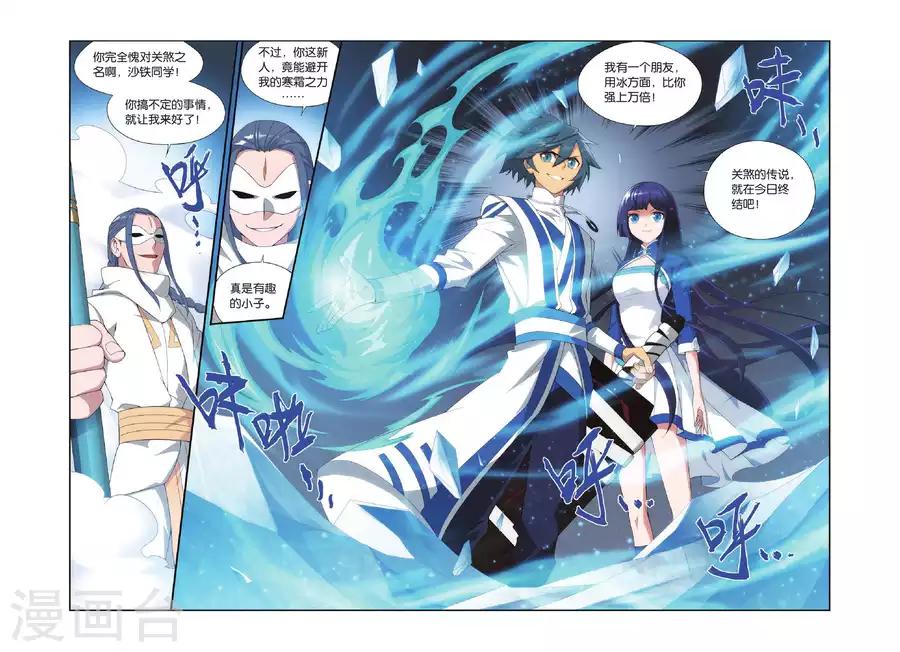 你完全愧对关煞之
名啊，沙铁同学！
你搞不定的事情，
就让我来好了！
呼…
不过，你这新
人，竟能避开
我的寒霜之力
……
真是有趣
的小子。
我有一个朋友，
用冰方面，比你
强上万倍！
咔
关煞的传说，
就在今日终
结吧！
咔
啦
呼…
呼…
漫画台